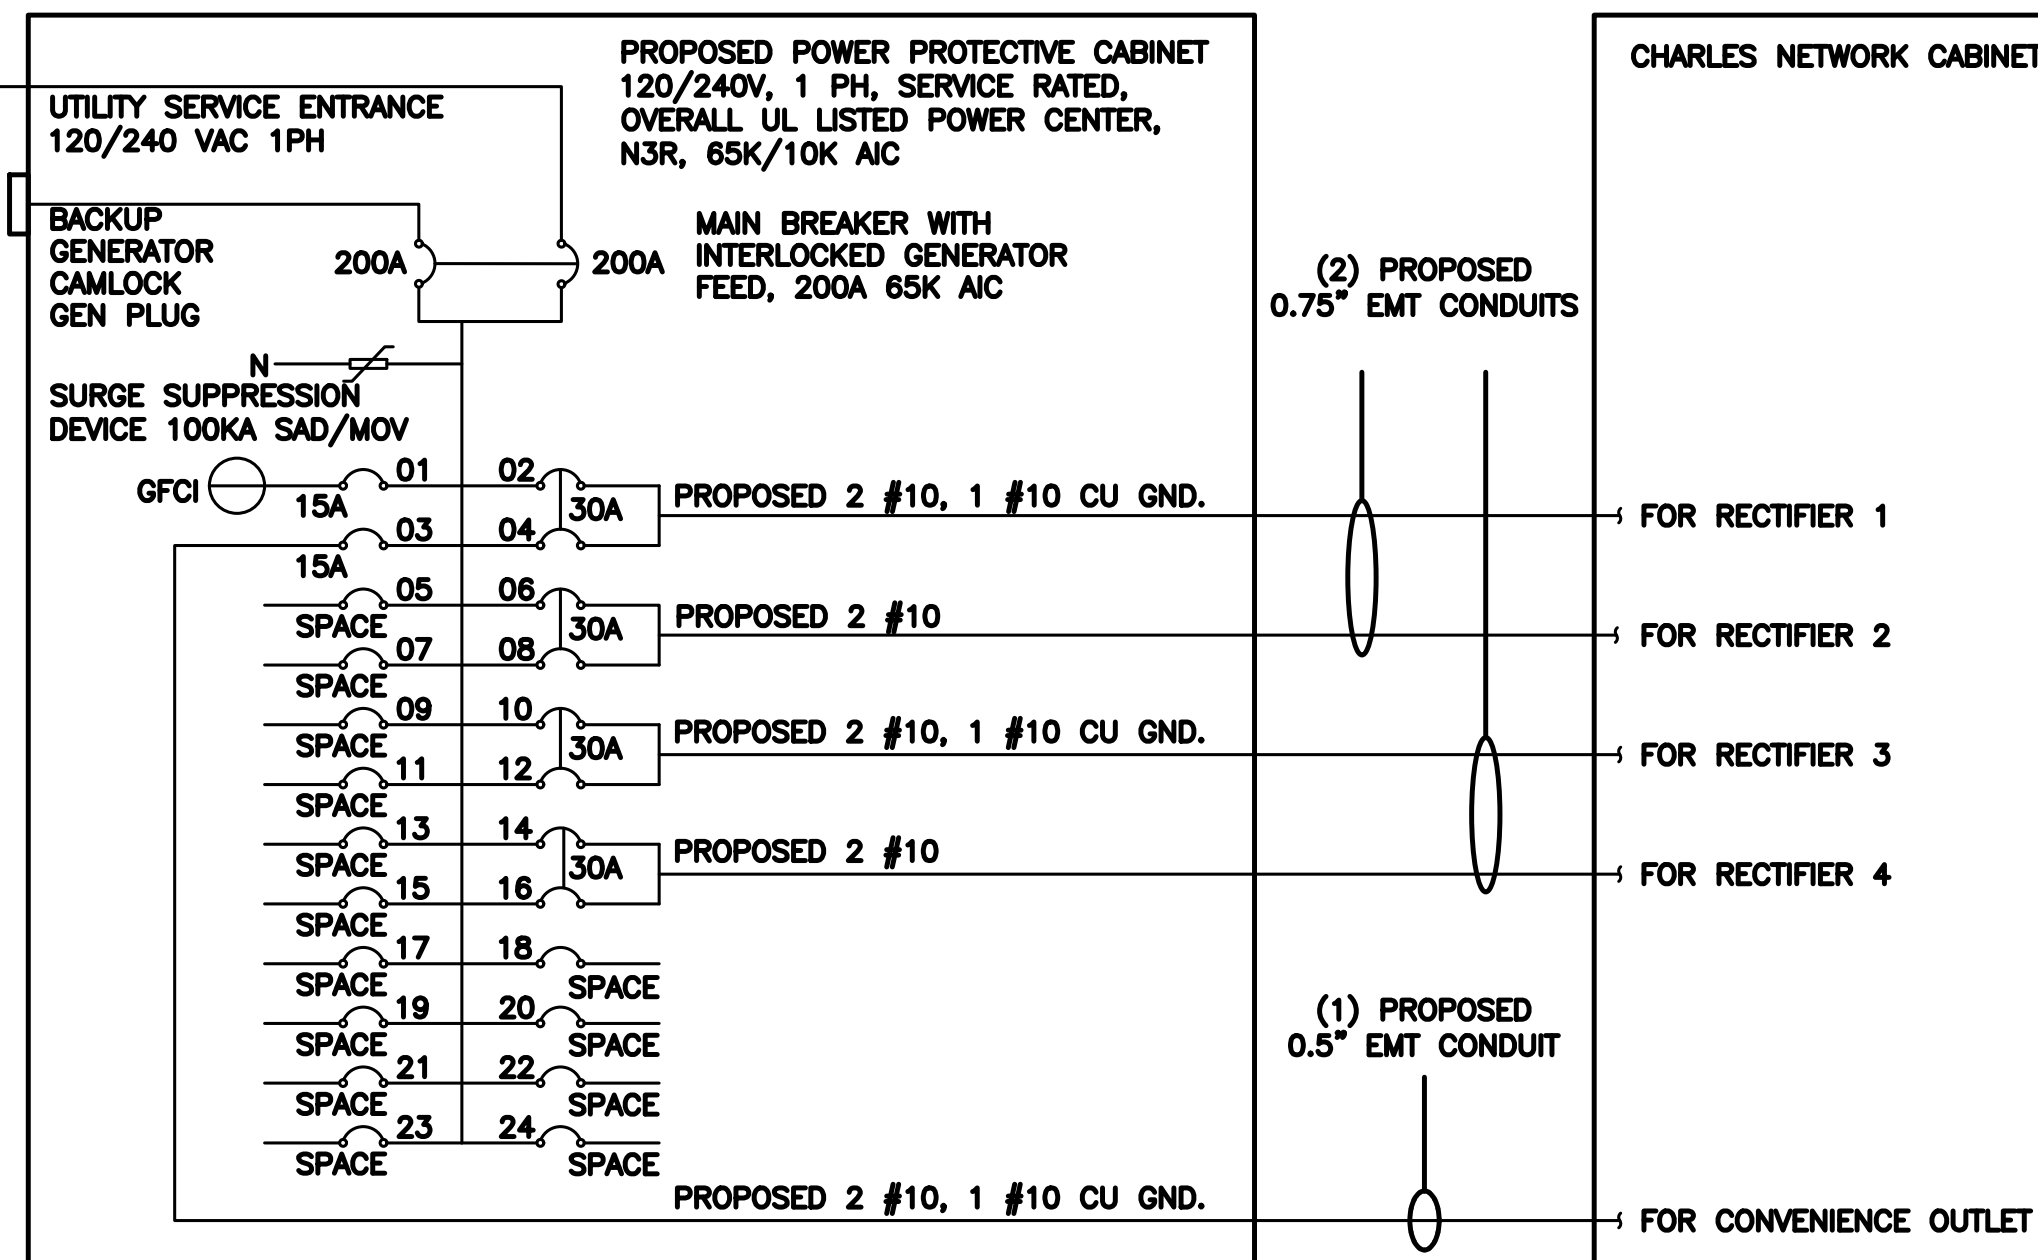 PROPOSED POWER PROTECTIVE CABINET
120/240V, 1 PH, SERVICE RATED,
OVERALL UL LISTED POWER CENTER,
N3R, 65K/10K AIC
CHARLES NETWORK CABINET
UTILITY SERVICE ENTRANCE
120/240 VAC 1PH
BACKUP
GENERATOR
CAMLOCK
GEN PLUG
200A
200A
MAIN BREAKER WITH
INTERLOCKED GENERATOR
FEED, 200A 65K AIC
(2) PROPOSED
0.75" EMT CONDUITS
N
SURGE SUPPRESSION
DEVICE 100KA SAD/MOV
GFCI
15A
01
02
30A
PROPOSED 2 #10, 1 #10 CU GND.
FOR RECTIFIER 1
15A
03
04
SPACE
05
06
30A
PROPOSED 2 #10
FOR RECTIFIER 2
SPACE
07
08
SPACE
09
10
30A
PROPOSED 2 #10, 1 #10 CU GND.
FOR RECTIFIER 3
SPACE
11
12
SPACE
13
14
30A
PROPOSED 2 #10
FOR RECTIFIER 4
SPACE
15
16
SPACE
17
18
SPACE
SPACE
19
20
SPACE
SPACE
21
22
SPACE
SPACE
23
24
SPACE
(1) PROPOSED
0.5" EMT CONDUIT
PROPOSED 2 #10, 1 #10 CU GND.
FOR CONVENIENCE OUTLET